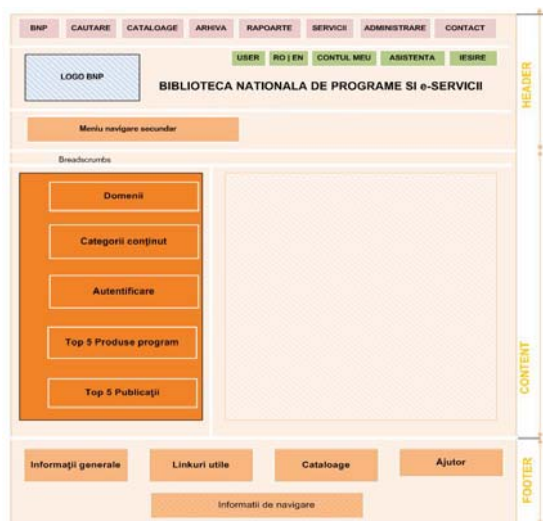 BNP CAUTARE CATALOAGE ARHIVA RAPOARTE SERVICII ADMINISTRARE CONTACT
USER RO | EN CONTUL MEU ASISTENTA IESIRE
LOGO BNP
BIBLIOTECA NATIONALA DE PROGRAME SI e-SERVICII
HEADER
Meniu navigare secundar
Breadscrumbs
Domenii
Categorii conţinut
Autentificare
Top 5 Produse program
Top 5 Publicaţii
CONTENT
Informaţii generale Linkuri utile Cataloage Ajutor
Informatii de navigare
FOOTER